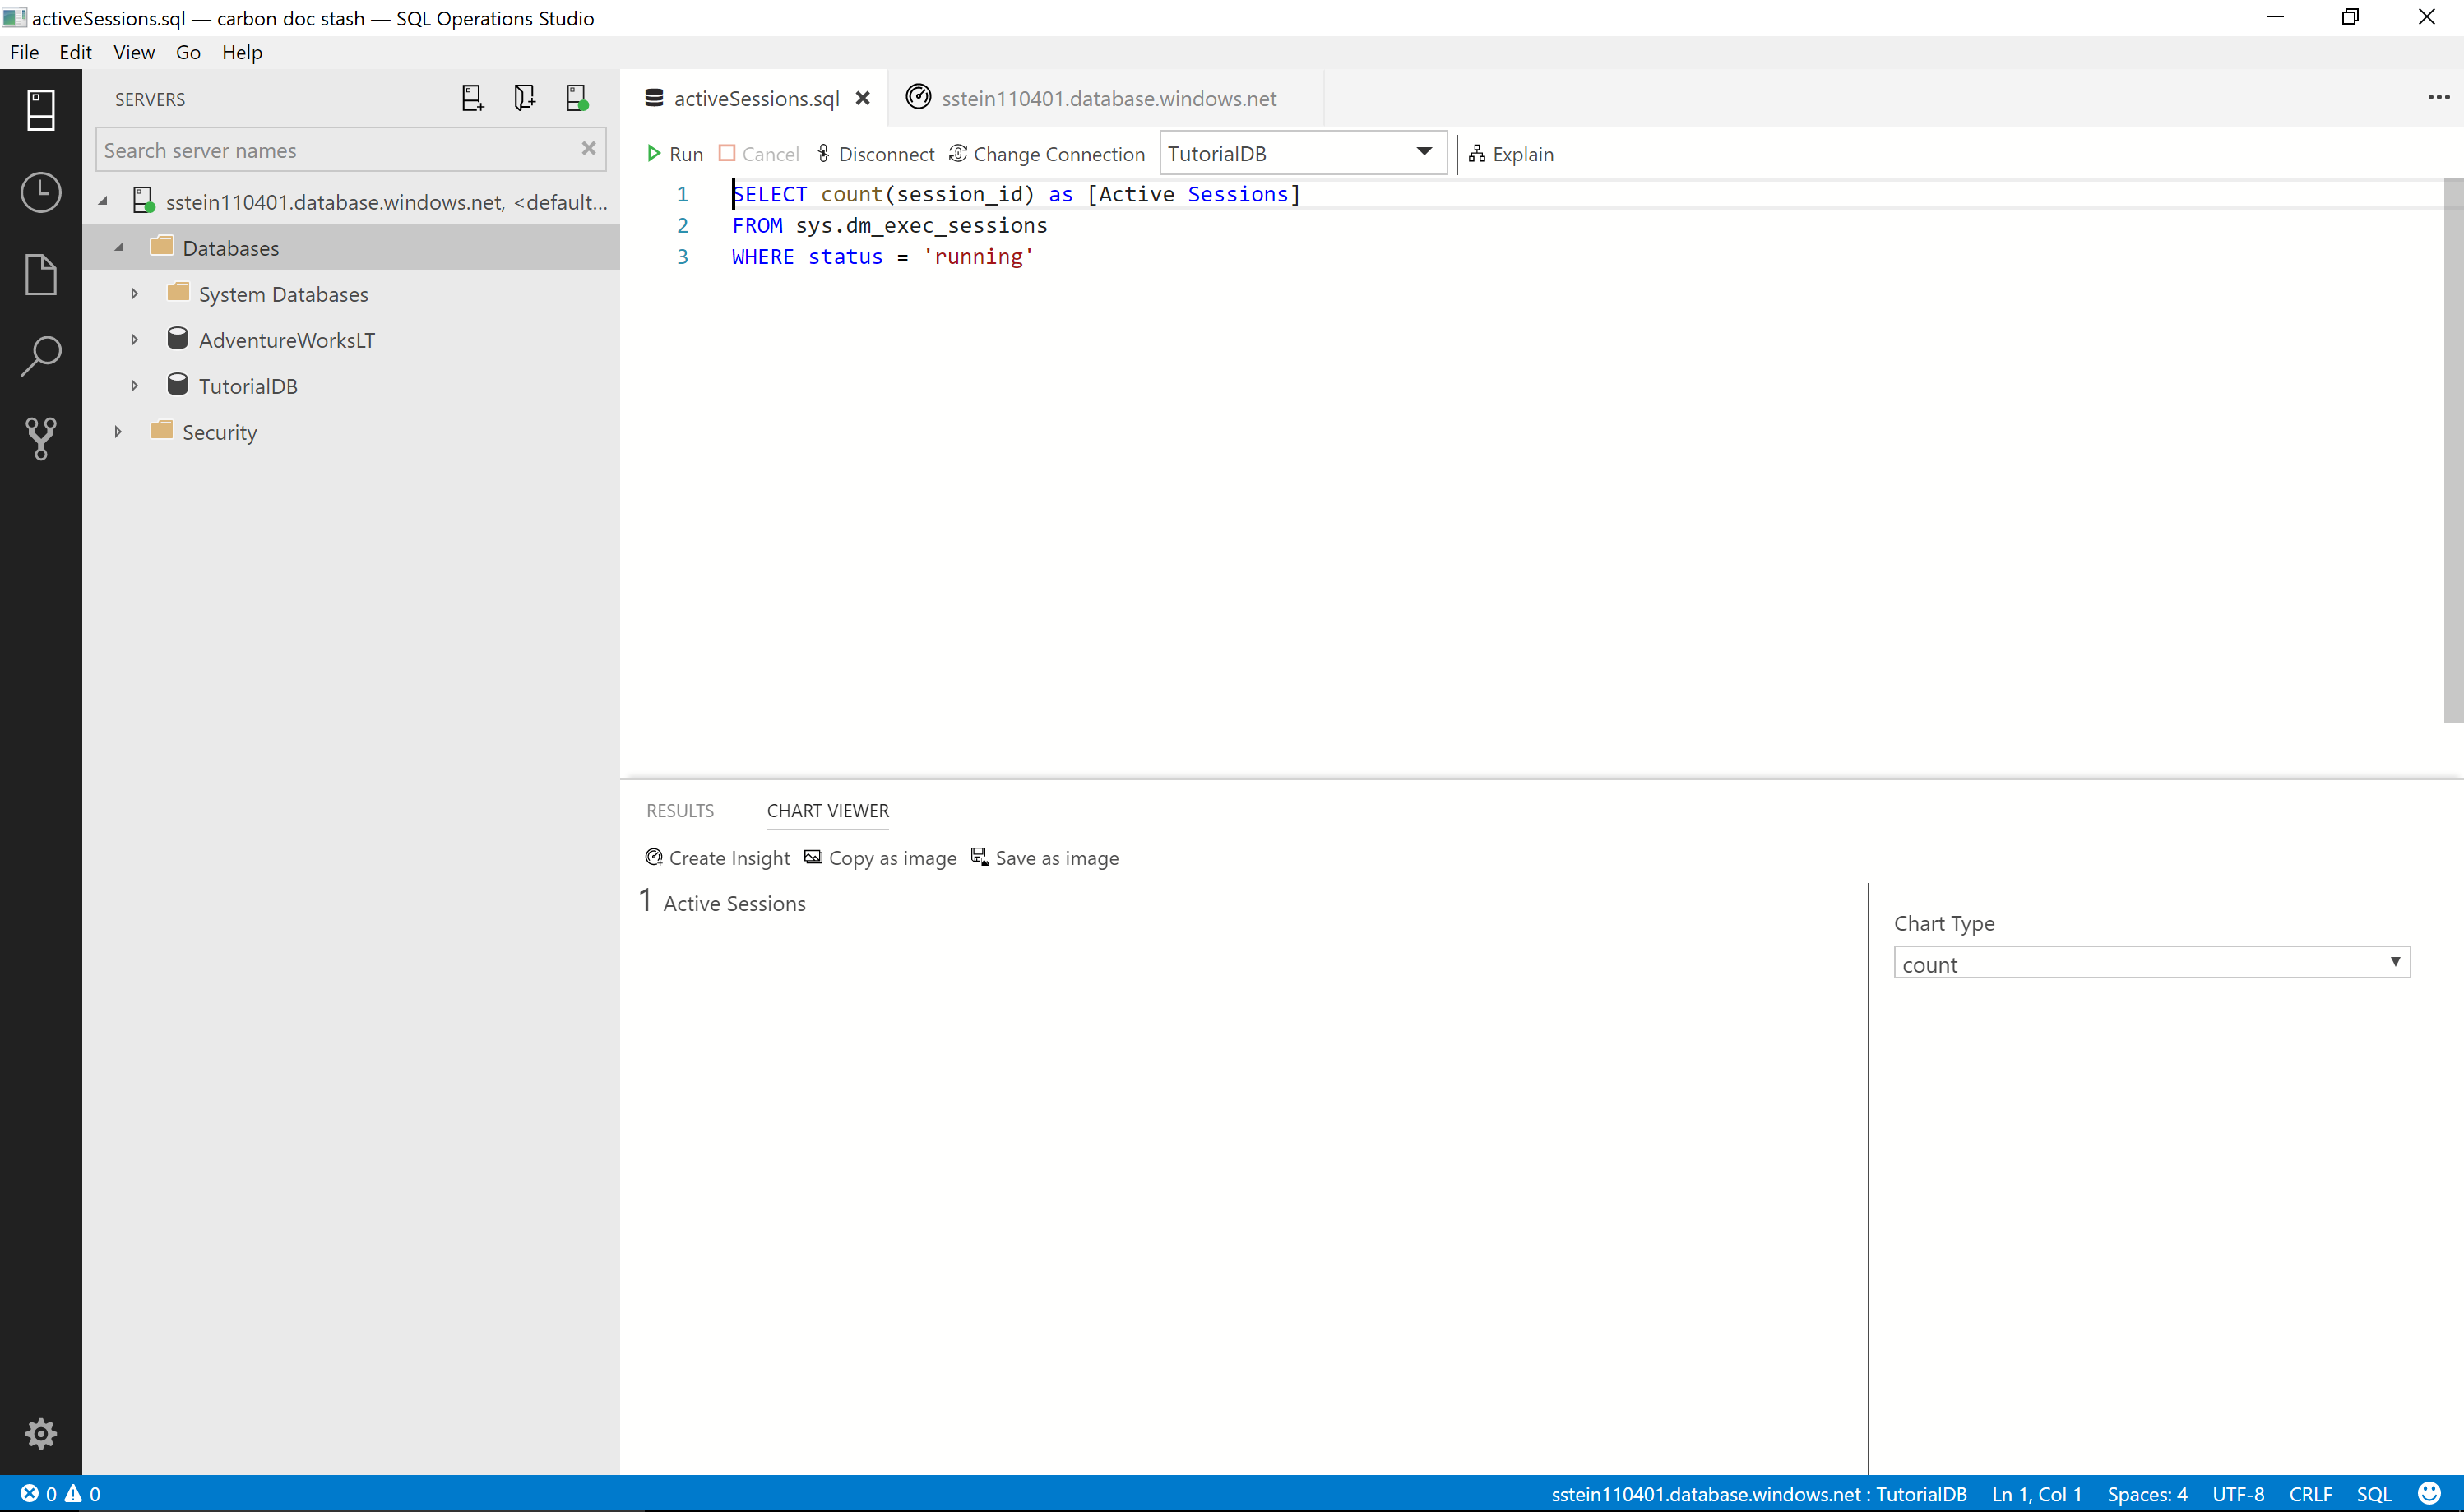 activeSessions.sql — carbon doc stash — SQL Operations Studio
File Edit View Go Help
SERVERS
Search server names
sstein110401.database.windows.net, <default...
Databases
System Databases
AdventureWorksLT
TutorialDB
Security
activeSessions.sql sstein110401.database.windows.net
Run Cancel Disconnect Change Connection TutorialDB Explain
1 SELECT count(session_id) as [Active Sessions]
2 FROM sys.dm_exec_sessions
3 WHERE status = 'running'
RESULTS CHART VIEWER
Create Insight Copy as image Save as image
1 Active Sessions
Chart Type
count
0 0 sstein110401.database.windows.net : TutorialDB Ln 1, Col 1 Spaces: 4 UTF-8 CRLF SQL